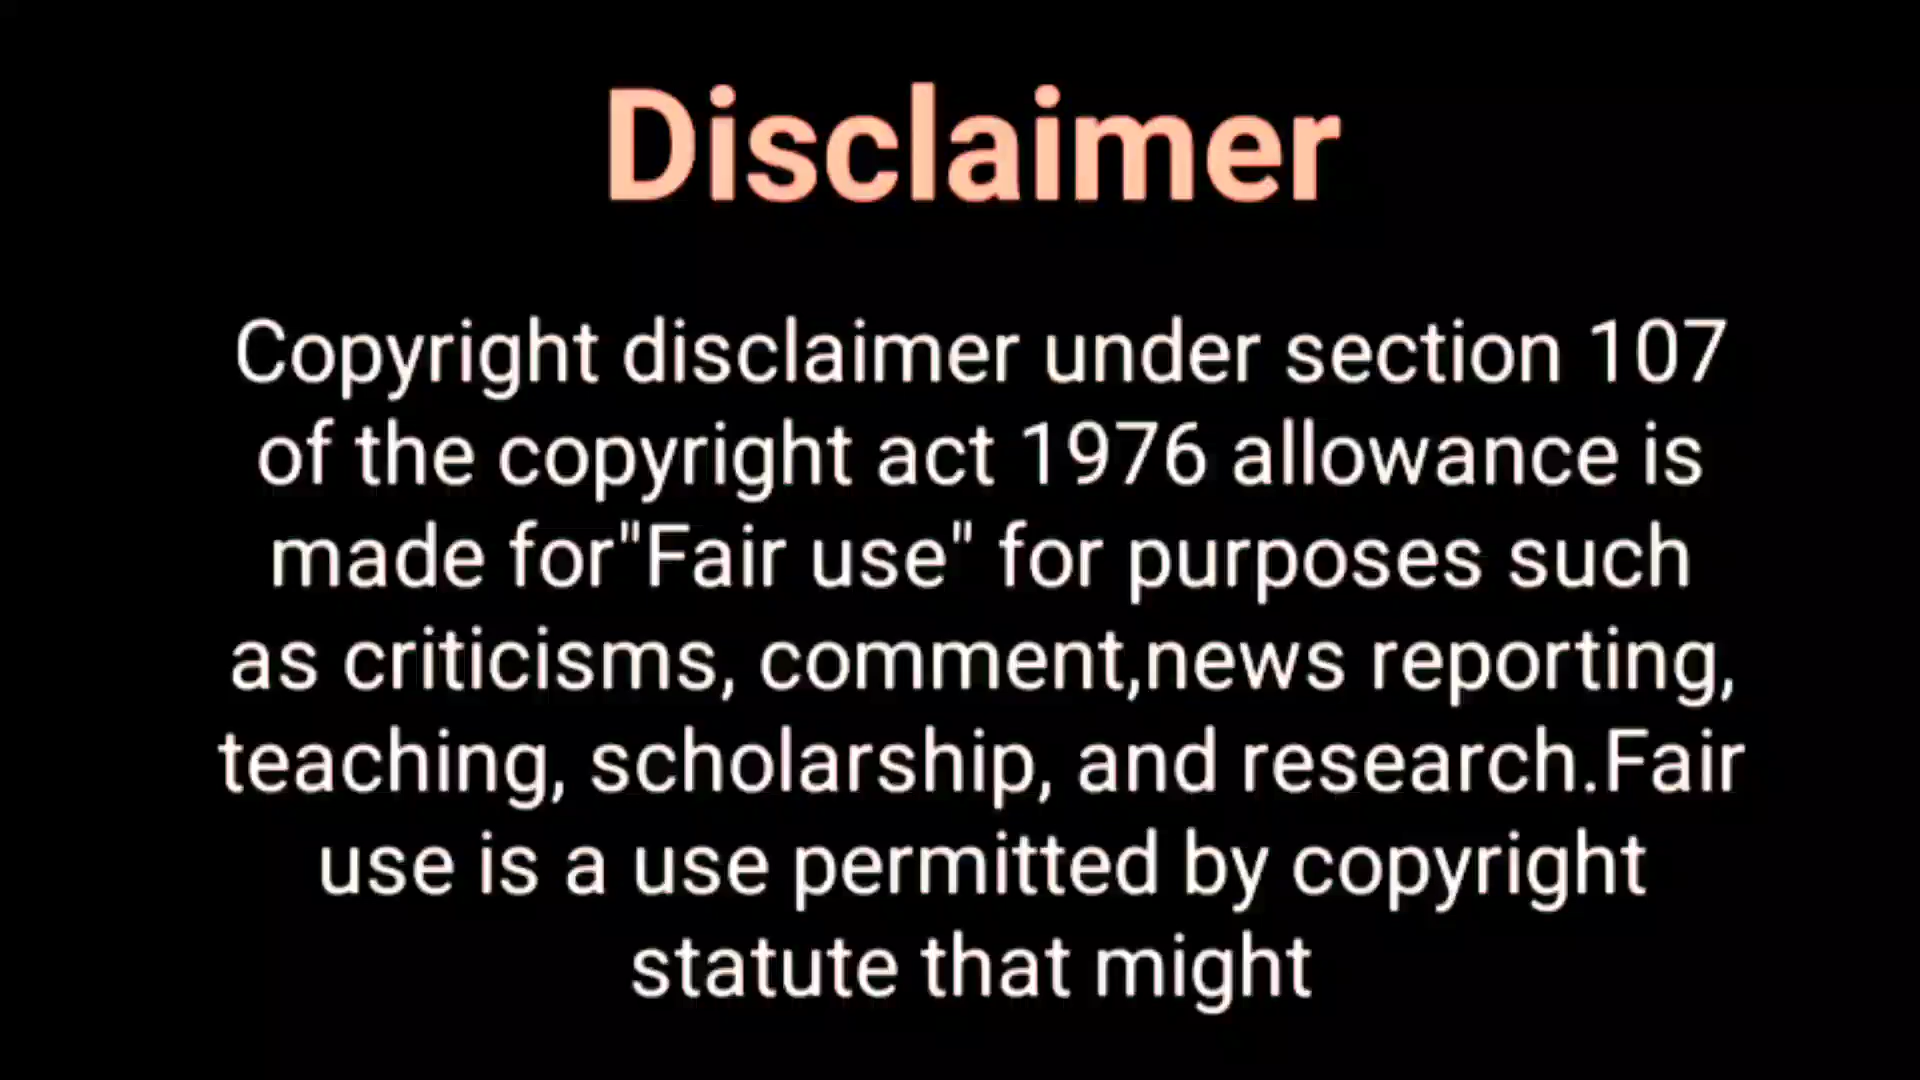 Disclaimer
Copyright disclaimer under section 107
of the copyright act 1976 allowance is
made for"Fair use" for purposes such
as criticisms, comment,news reporting,
teaching, scholarship, and research.Fair
use is a use permitted by copyright
statute that might